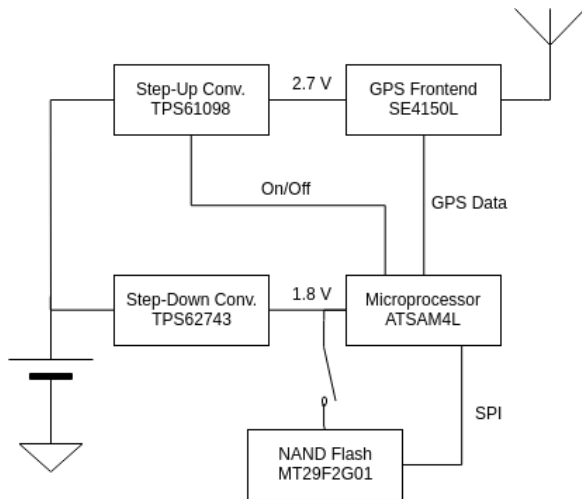 Step-Up Conv.
TPS61098
2.7 V
GPS Frontend
SE4150L
On/Off
GPS Data
Step-Down Conv.
TPS62743
1.8 V
Microprocessor
ATSAM4L
SPI
NAND Flash
MT29F2G01